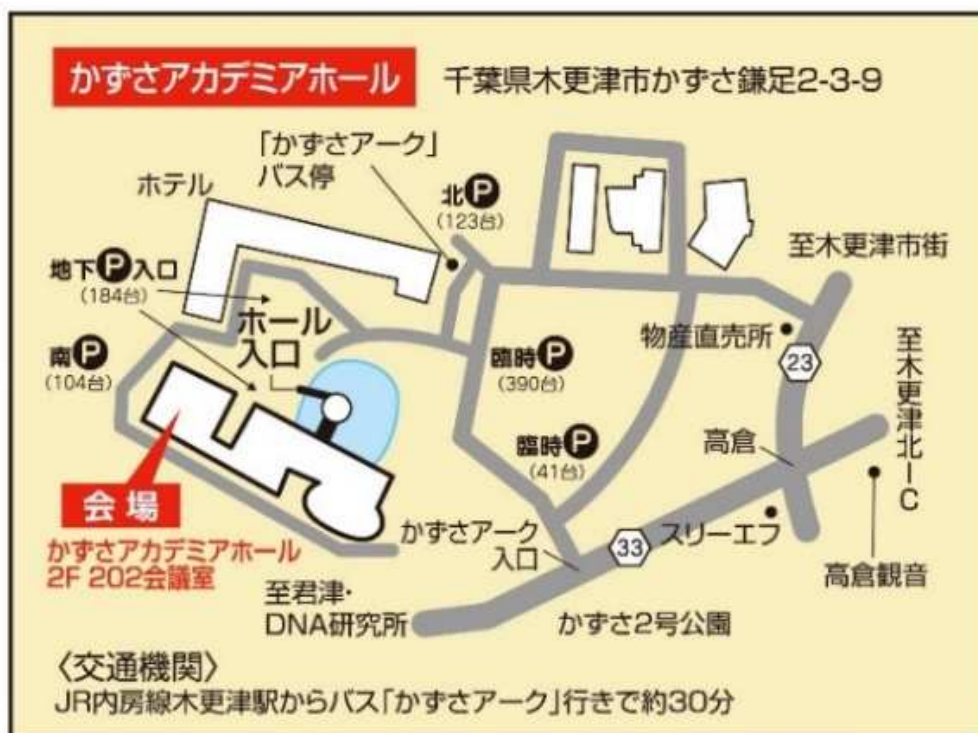 かずさアカデミアホール 千葉県木更津市かずさ鎌足2-3-9
「かずさアーク」
バス停
ホテル
北P
(123台)
至木更津市街
地下P入口
(184台)
ホール
入口
南P
(104台)
臨時P
(390台)
物産直売所
23
至木更津北IC
臨時P
(41台)
高倉
会場
かずさアカデミアホール
2F 202会議室
かずさアーク
入口
33
スリーエフ
高倉観音
至君津・
DNA研究所
かずさ2号公園
〈交通機関〉
JR内房線木更津駅からバス「かずさアーク」行きで約30分